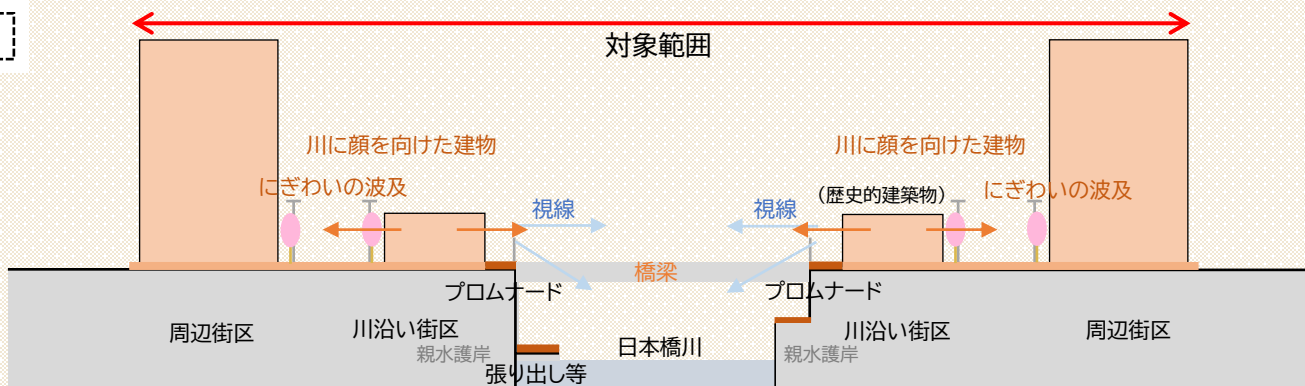 対象範囲
川に顔を向けた建物
川に顔を向けた建物
にぎわいの波及
視線
視線
（歴史的建築物）
にぎわいの波及
橋梁
プロムナード
プロムナード
周辺街区
川沿い街区
日本橋川
川沿い街区
周辺街区
親水護岸
親水護岸
張り出し等